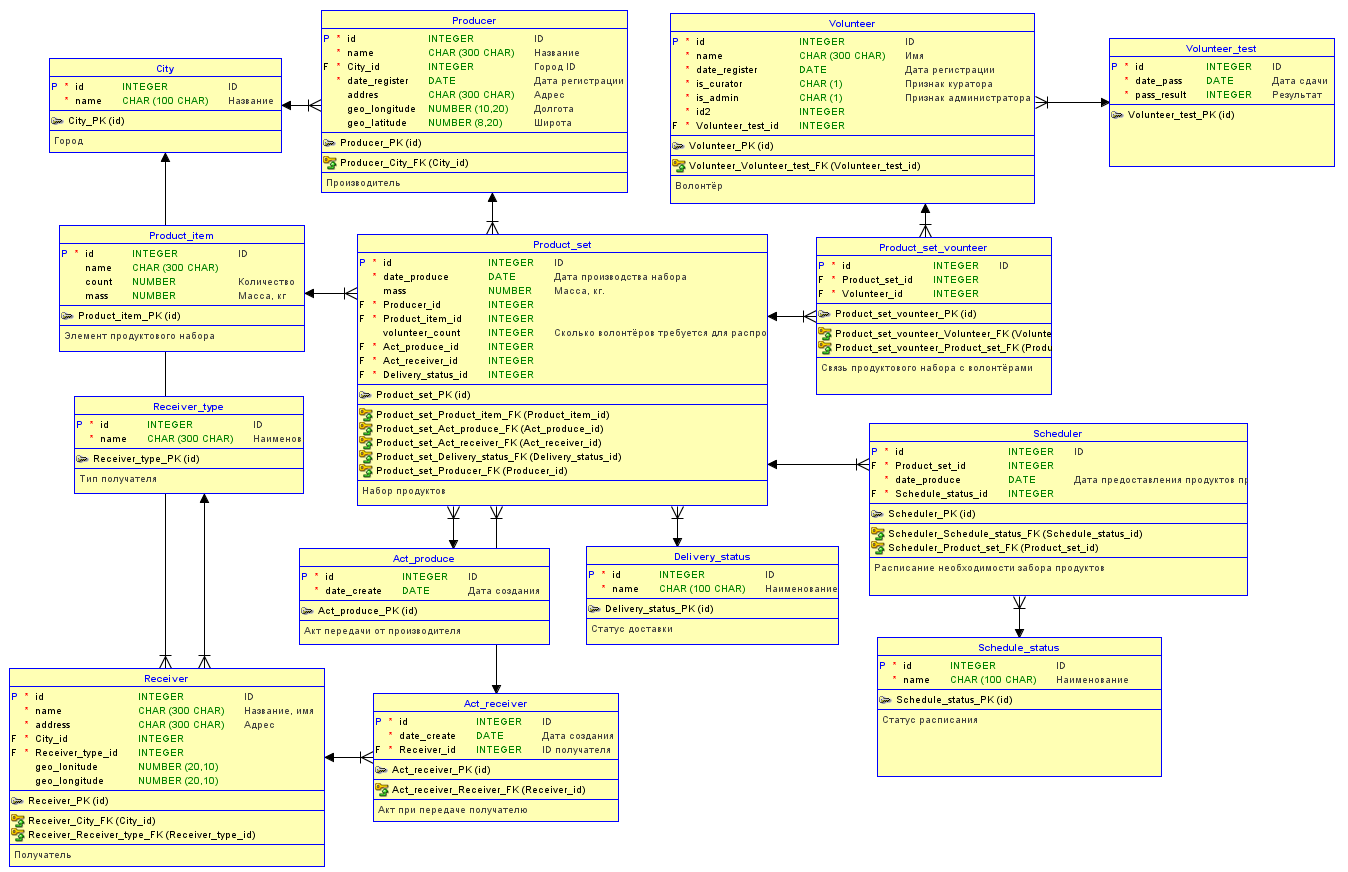 City
P * id INTEGER ID
* name CHAR (100 CHAR) Название
City_PK (id)
Город
Producer
P * id INTEGER ID
* name CHAR (300 CHAR) Название
F * City_id INTEGER Город ID
* date_register DATE Дата регистрации
addres CHAR (300 CHAR) Адрес
geo_longitude NUMBER (10,20) Долгота
geo_latitude NUMBER (8,20) Широта
Producer_PK (id)
Producer_City_FK (City_id)
Производитель
Volunteer
P * id INTEGER ID
* name CHAR (300 CHAR) Имя
* date_register DATE Дата регистрации
* is_curator CHAR (1) Признак куратора
* is_admin CHAR (1) Признак администратора
* id2 INTEGER
F * Volunteer_test_id INTEGER
Volunteer_PK (id)
Volunteer_Volunteer_test_FK (Volunteer_test_id)
Волонтёр
Volunteer_test
P * id INTEGER ID
* date_pass DATE Дата сдачи
* pass_result INTEGER Результат
Volunteer_test_PK (id)
Product_item
P * id INTEGER ID
name CHAR (300 CHAR)
count NUMBER Количество
mass NUMBER Масса, кг
Product_item_PK (id)
Элемент продуктового набора
Product_set
P * id INTEGER ID
* date_produce DATE Дата производства набора
mass NUMBER Масса, кг.
F * Producer_id INTEGER
F * Product_item_id INTEGER
volunteer_count INTEGER Сколько волонтёров требуется для распро
F * Act_produce_id INTEGER
F * Act_receiver_id INTEGER
F * Delivery_status_id INTEGER
Product_set_PK (id)
Product_set_Product_item_FK (Product_item_id)
Product_set_Act_produce_FK (Act_produce_id)
Product_set_Act_receiver_FK (Act_receiver_id)
Product_set_Delivery_status_FK (Delivery_status_id)
Product_set_Producer_FK (Producer_id)
Набор продуктов
Product_set_vounteer
P * id INTEGER ID
F * Product_set_id INTEGER
F * Volunteer_id INTEGER
Product_set_vounteer_PK (id)
Product_set_vounteer_Volunteer_FK (Volunte
Product_set_vounteer_Product_set_FK (Produ
Связь продуктового набора с волонтёрами
Receiver_type
P * id INTEGER ID
* name CHAR (300 CHAR) Наименов
Receiver_type_PK (id)
Тип получателя
Scheduler
P * id INTEGER ID
F * Product_set_id INTEGER
* date_produce DATE Дата предоставления продуктов пр
F * Schedule_status_id INTEGER
Scheduler_PK (id)
Scheduler_Schedule_status_FK (Schedule_status_id)
Scheduler_Product_set_FK (Product_set_id)
Расписание необходимости забора продуктов
Act_produce
P * id INTEGER ID
* date_create DATE Дата создания
Act_produce_PK (id)
Акт передачи от производителя
Delivery_status
P * id INTEGER ID
* name CHAR (100 CHAR) Наименование
Delivery_status_PK (id)
Статус доставки
Schedule_status
P * id INTEGER ID
* name CHAR (100 CHAR) Наименование
Schedule_status_PK (id)
Статус расписания
Receiver
P * id INTEGER ID
* name CHAR (300 CHAR) Название, имя
* address CHAR (300 CHAR) Адрес
F * City_id INTEGER
F * Receiver_type_id INTEGER
geo_lonitude NUMBER (20,10)
geo_longitude NUMBER (20,10)
Receiver_PK (id)
Receiver_City_FK (City_id)
Receiver_Receiver_type_FK (Receiver_type_id)
Получатель
Act_receiver
P * id INTEGER ID
* date_create DATE Дата создания
F * Receiver_id INTEGER ID получателя
Act_receiver_PK (id)
Act_receiver_Receiver_FK (Receiver_id)
Акт при передаче получателю